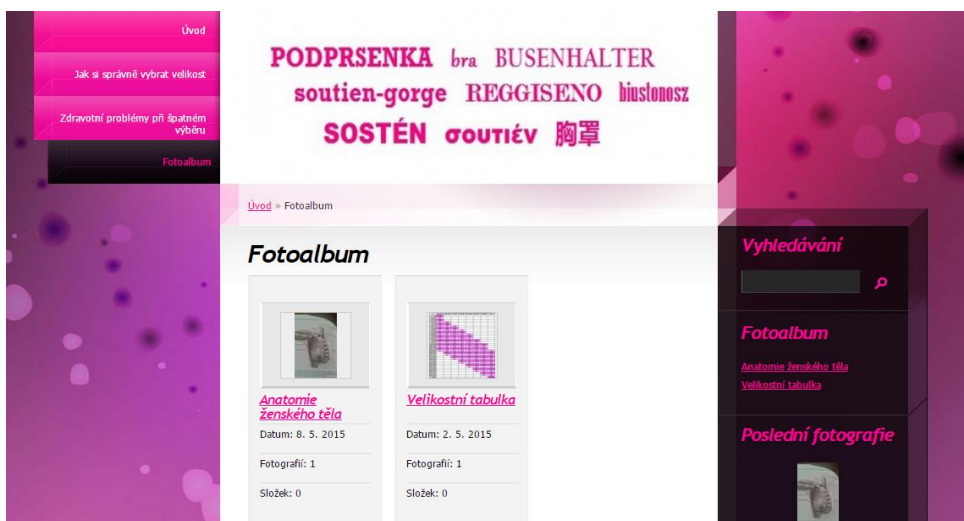 Úvod
Jak si správně vybrat velikost
Zdravotní problémy při špatném
výběru
Fotoalbum
PODPRSENKA bra BUSENHALTER
soutien-gorge REGGISENO biustonosz
SOSTÉN σουτιέν 胸罩
Úvod » Fotoalbum
Fotoalbum
Anatomie
ženského těla
Datum: 8. 5. 2015
Fotografií: 1
Složek: 0
Velikostní tabulka
Datum: 2. 5. 2015
Fotografií: 1
Složek: 0
Vyhledávání
Fotoalbum
Anatomie ženského těla
Velikostní tabulka
Poslední fotografie